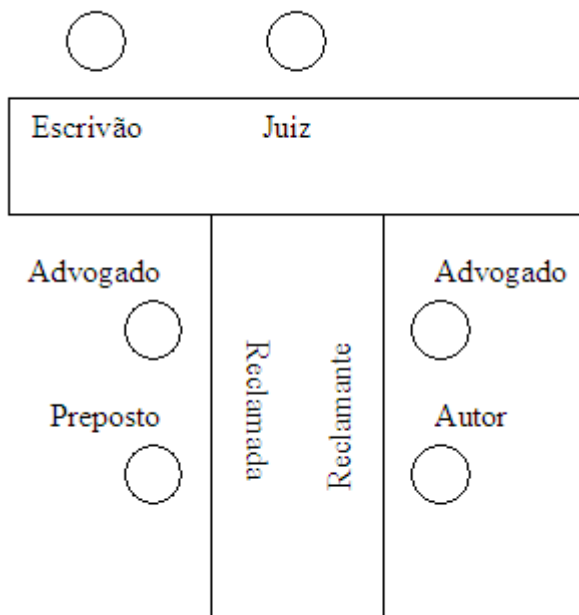 Escrivão
Juiz
Advogado
Advogado
Reclamada
Reclamante
Preposto
Autor